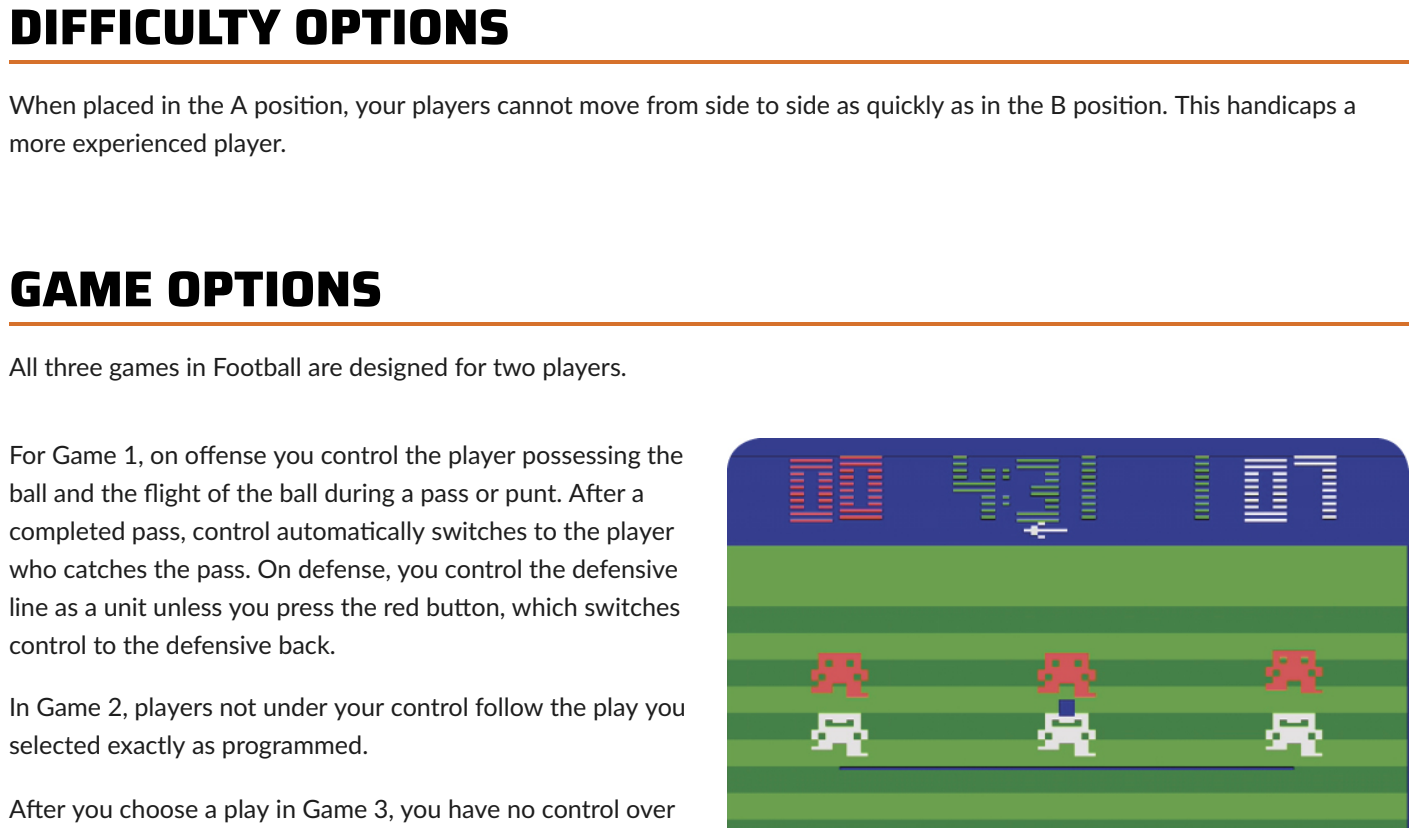 DIFFICULTY OPTIONS
When placed in the A position, your players cannot move from side to side as quickly as in the B position. This handicaps a
more experienced player.
GAME OPTIONS
All three games in Football are designed for two players.
For Game 1, on offense you control the player possessing the
ball and the flight of the ball during a pass or punt. After a
completed pass, control automatically switches to the player
who catches the pass. On defense, you control the defensive
line as a unit unless you press the red button, which switches
control to the defensive back.
In Game 2, players not under your control follow the play you
selected exactly as programmed.
After you choose a play in Game 3, you have no control over
00 4:31 1 07